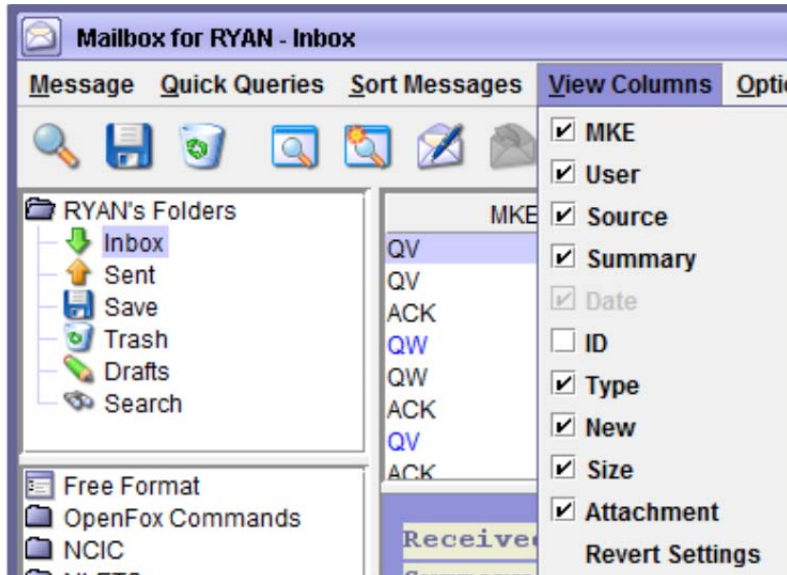 Mailbox for RYAN - Inbox
Message Quick Queries Sort Messages View Columns
RYAN's Folders
Inbox
Sent
Save
Trash
Drafts
Search
Free Format
OpenFox Commands
NCIC
MKE
QV
QV
ACK
QW
QW
ACK
QV
ACK
MKE
User
Source
Summary
Date
ID
Type
New
Size
Attachment
Revert Settings